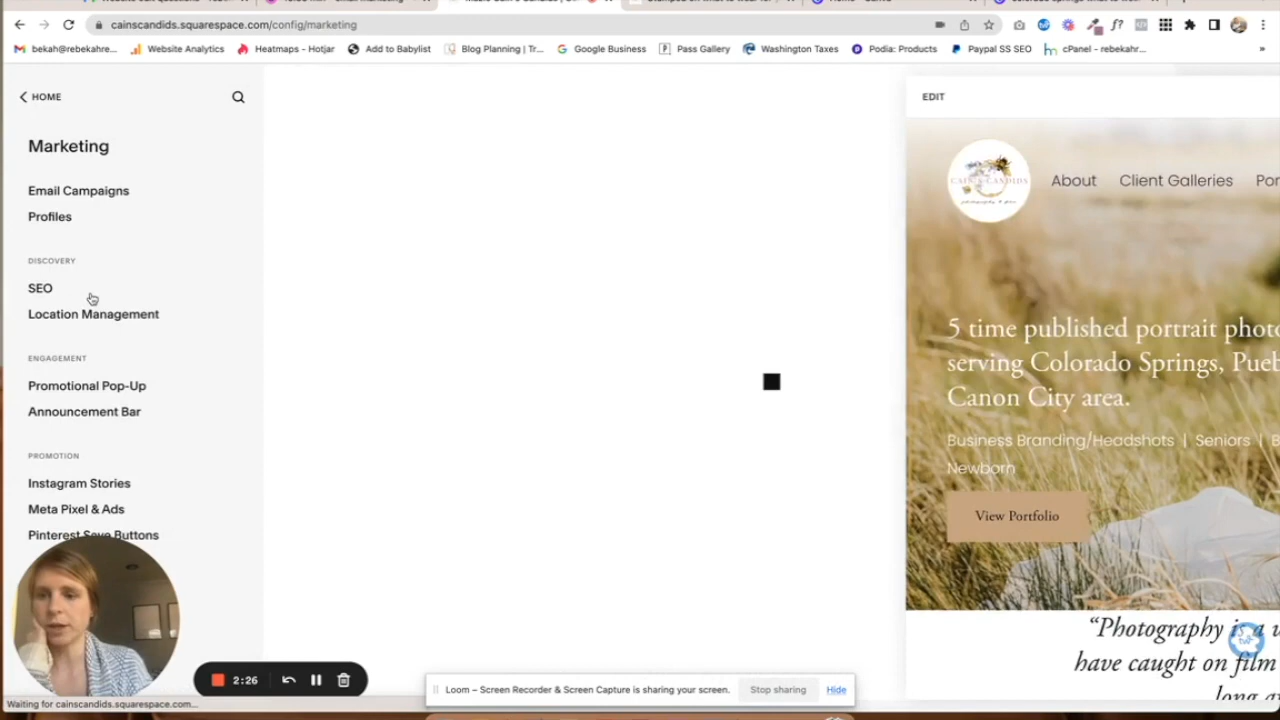 cainscandids.squarespace.com/config/marketing
bekah@rebekahre...
Website Analytics
Heatmaps - Hotjar
Add to Babylist
Blog Planning | Tr...
Google Business
Pass Gallery
Washington Taxes
Podia: Products
Paypal SS SEO
cPanel - rebekahr...
»
HOME
Marketing
Email Campaigns
Profiles
DISCOVERY
SEO
Location Management
ENGAGEMENT
Promotional Pop-Up
Announcement Bar
PROMOTION
Instagram Stories
Meta Pixel & Ads
Pinterest Save Buttons
EDIT
CAIN'S CANDIDS
About
Client Galleries
Por
5 time published portrait photo
serving Colorado Springs, Pueb
Canon City area.
Business Branding/Headshots | Seniors | B
Newborn
View Portfolio
“Photography is a
have caught on film
long a
2:26
Loom – Screen Recorder & Screen Capture is sharing your screen.
Stop sharing
Hide
Waiting for cainscandids.squarespace.com...